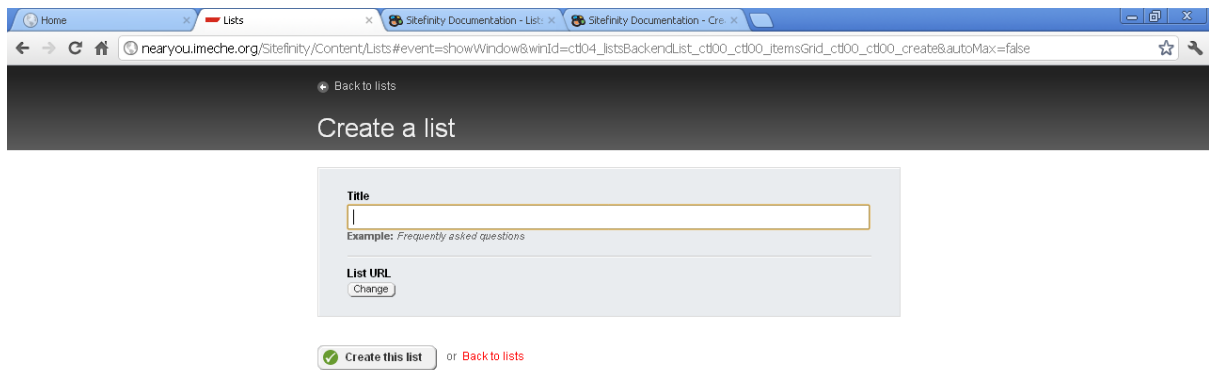 Home Lists Sitefinity Documentation - List: Sitefinity Documentation - Cre
nearyou.imeche.org/Sitefinity/Content/Lists#event=showWindow&winId=ctl04_listsBackendList_ctl00_ctl00_itemsGrid_ctl00_ctl00_create&autoMax=false
Back to lists
Create a list
Title
Example: Frequently asked questions
List URL
Change
Create this list or Back to lists